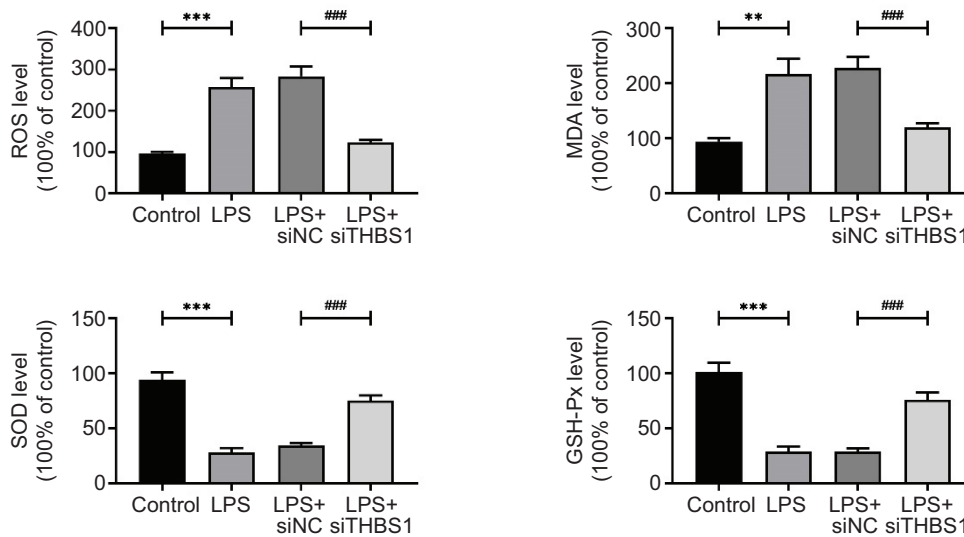 ***
###
400
300
200
100
0
ROS level
(100% of control)
Control
LPS
LPS+
siNC
LPS+
siTHBS1
**
###
300
200
100
0
MDA level
(100% of control)
Control
LPS
LPS+
siNC
LPS+
siTHBS1
***
###
150
100
50
0
SOD level
(100% of control)
Control
LPS
LPS+
siNC
LPS+
siTHBS1
***
###
150
100
50
0
GSH-Px level
(100% of control)
Control
LPS
LPS+
siNC
LPS+
siTHBS1